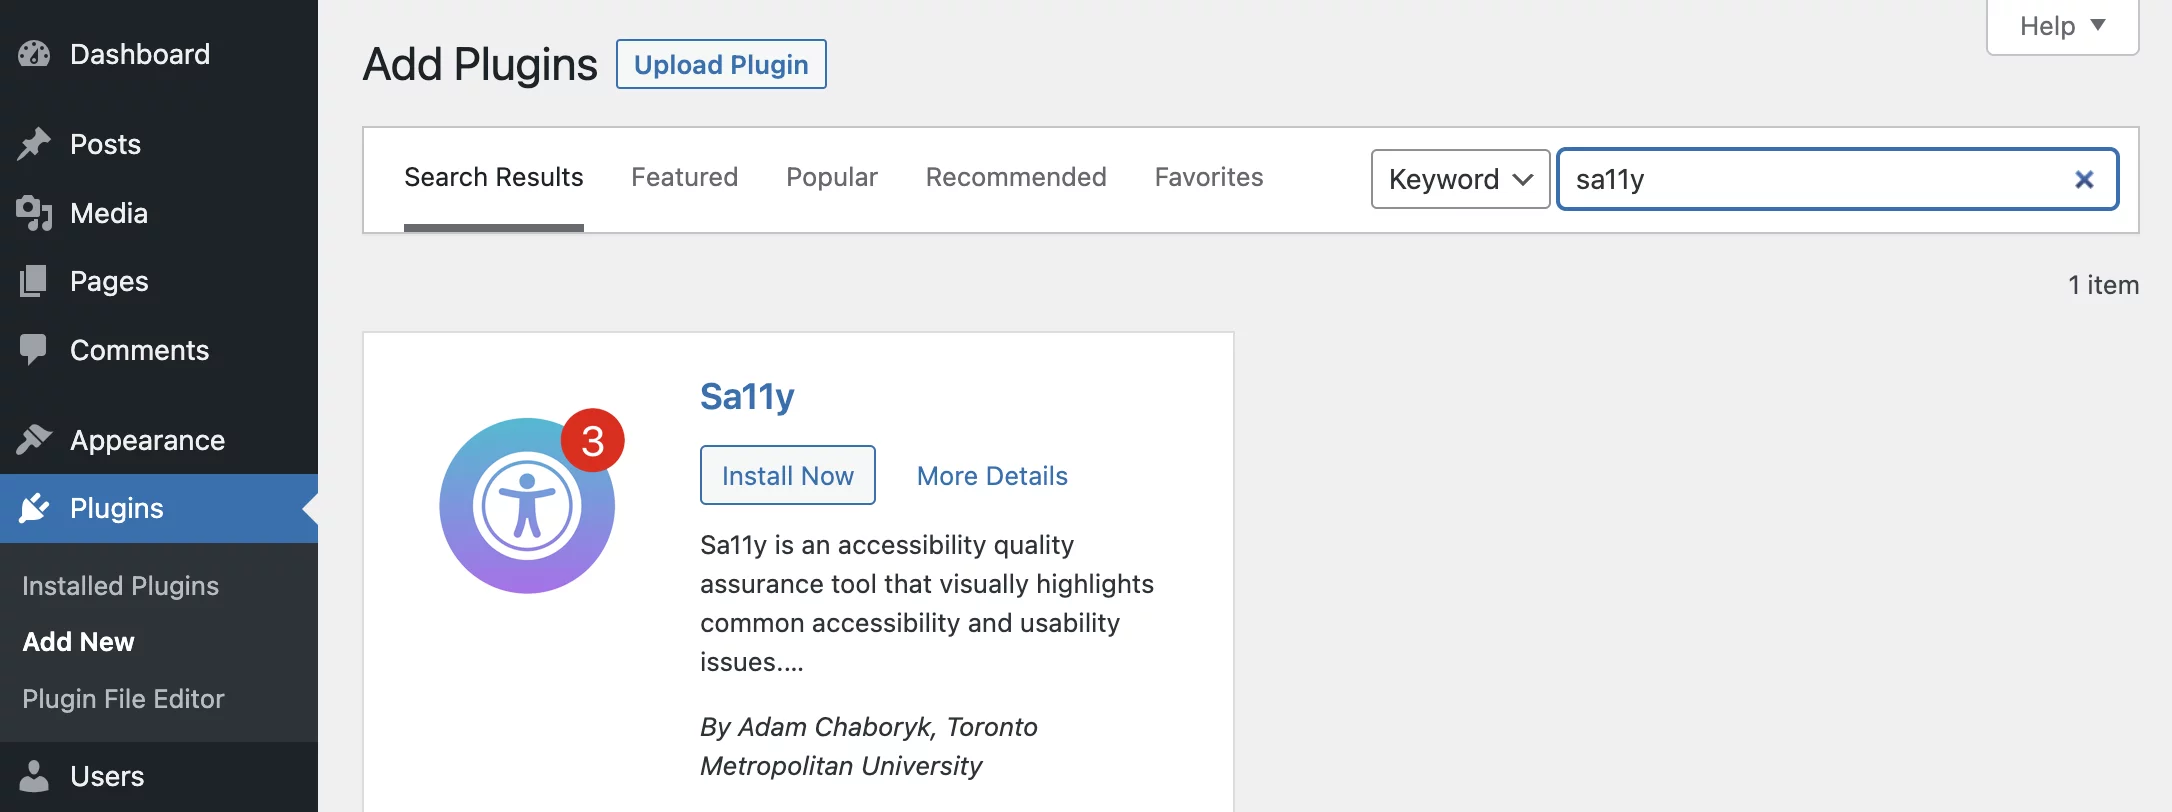 Dashboard
Posts
Media
Pages
Comments
Appearance
Plugins
Installed Plugins
Add New
Plugin File Editor
Users
Help
Add Plugins
Upload Plugin
Search Results Featured Popular Recommended Favorites
Keyword sa11y
1 item
3
Sa11y
Install Now More Details
Sa11y is an accessibility quality
assurance tool that visually highlights
common accessibility and usability
issues....
By Adam Chaboryk, Toronto
Metropolitan University